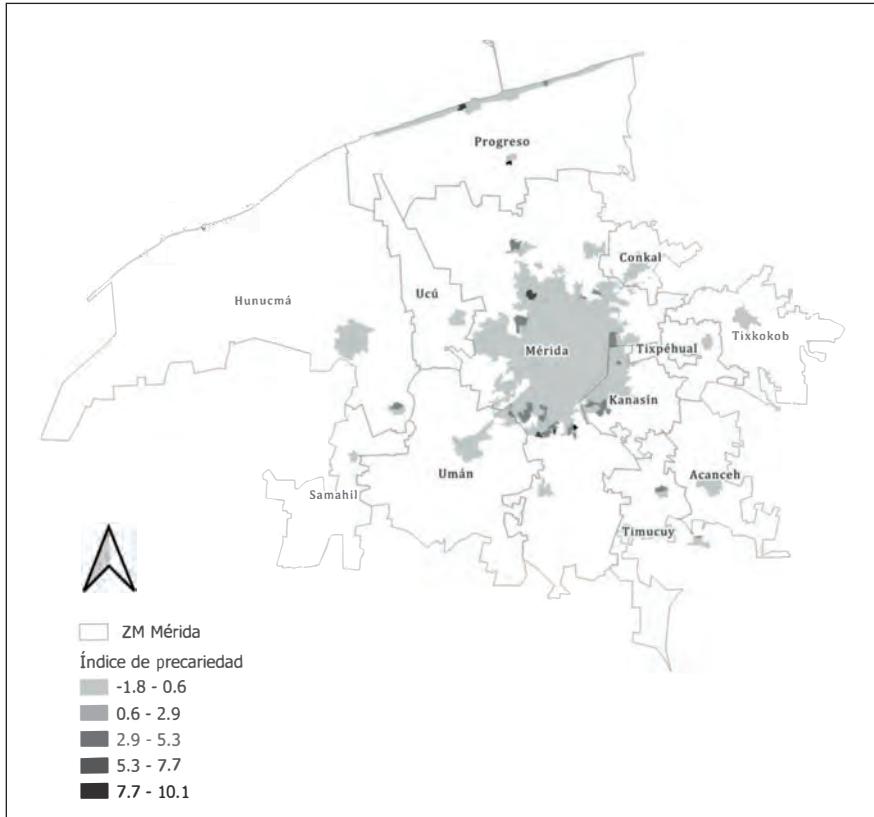 Progreso
Conkal
Ucú
Hunucmá
Tixkokob
Mérida
Tixpéhual
Kanasín
Umán
Acanceh
Samahil
Timucuy
ZM Mérida
Índice de precariedad
-1.8 - 0.6
0.6 - 2.9
2.9 - 5.3
5.3 - 7.7
7.7 - 10.1